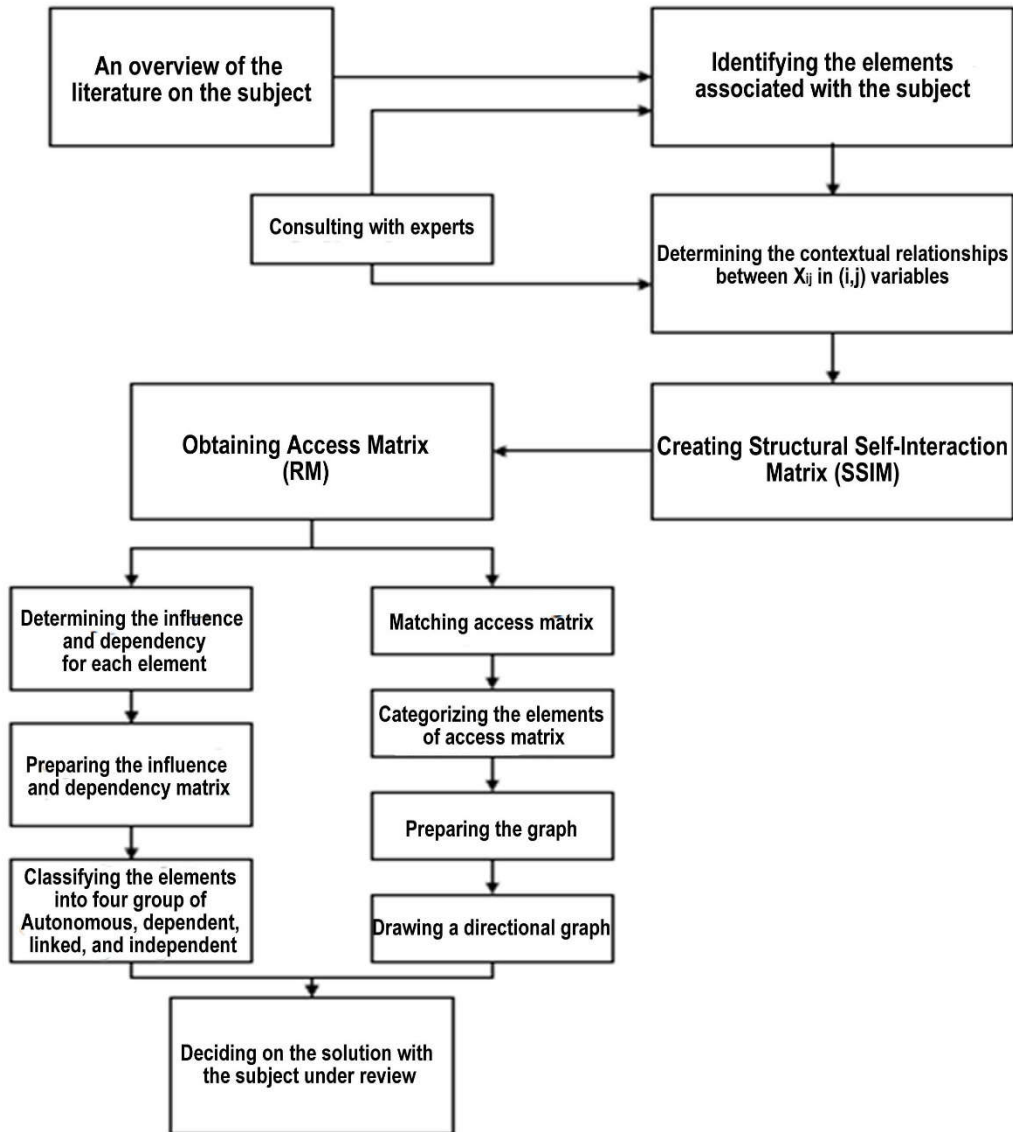 An overview of the
literature on the subject
Identifying the elements
associated with the subject
Consulting with experts
Determining the contextual relationships
between Xij in (i,j) variables
Obtaining Access Matrix
(RM)
Creating Structural Self-Interaction
Matrix (SSIM)
Determining the influence
and dependency
for each element
Matching access matrix
Categorizing the elements
of access matrix
Preparing the influence
and dependency matrix
Preparing the graph
Classifying the elements
into four group of
Autonomous, dependent,
linked, and independent
Drawing a directional graph
Deciding on the solution with
the subject under review